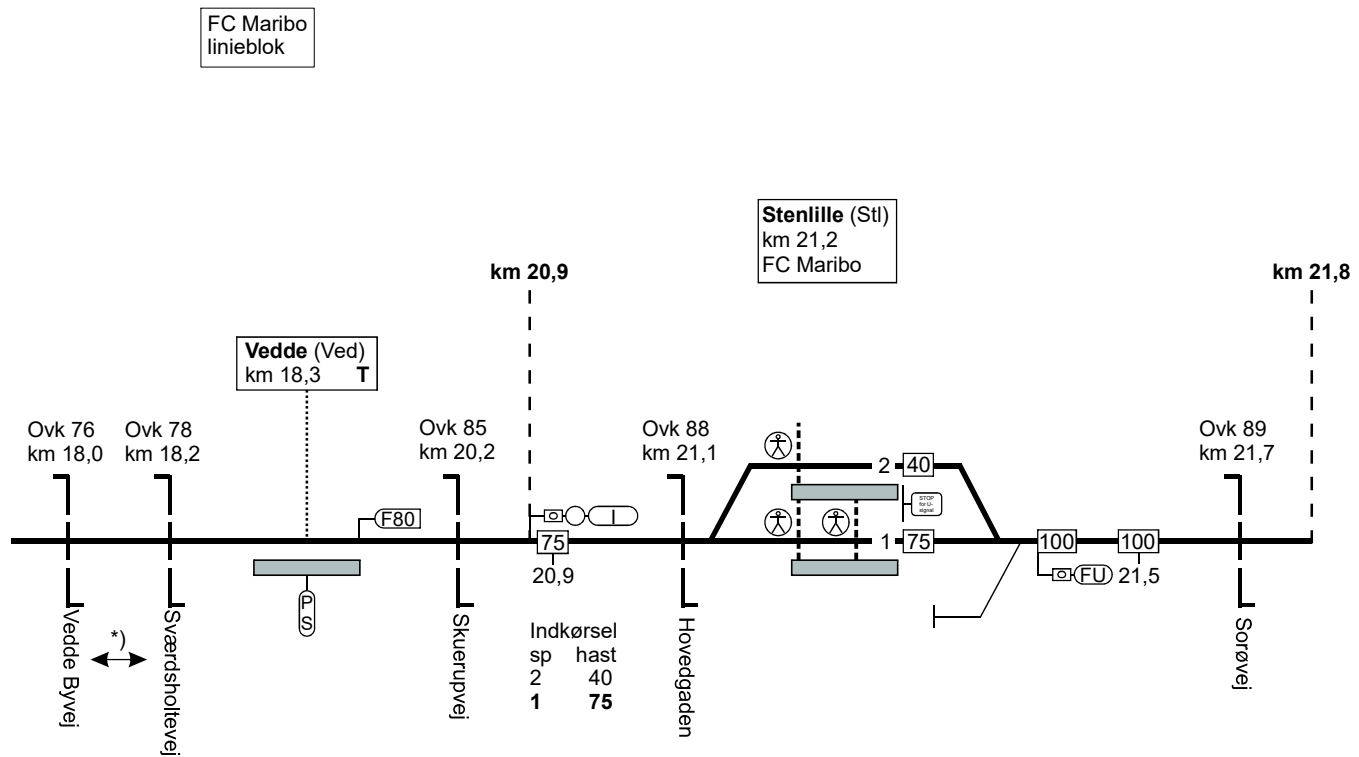 FC Maribo
linieblok
Stenlille (Stl)
km 21,2
FC Maribo
km 20,9
km 21,8
Vedde (Ved)
km 18,3 T
Ovk 76
km 18,0
Ovk 78
km 18,2
Ovk 85
km 20,2
Ovk 88
km 21,1
Ovk 89
km 21,7
2 40
STOP
for U-
signal
F80
I
75
20,9
1 75
100
100
FU
21,5
P
S
Vedde Byvej
*)
Sværdsholtevej
Skuerupvej
Indkørsel
sp hast
2 40
1 75
Hovedgaden
Sorøvej